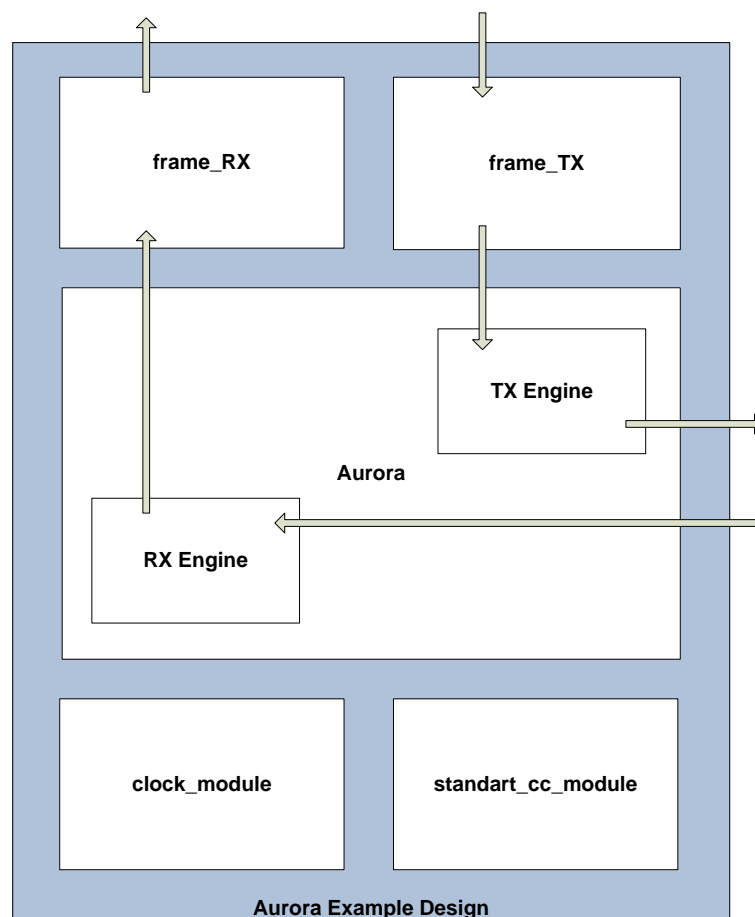 frame_RX
frame_TX
TX Engine
Aurora
RX Engine
clock_module
standart_cc_module
Aurora Example Design